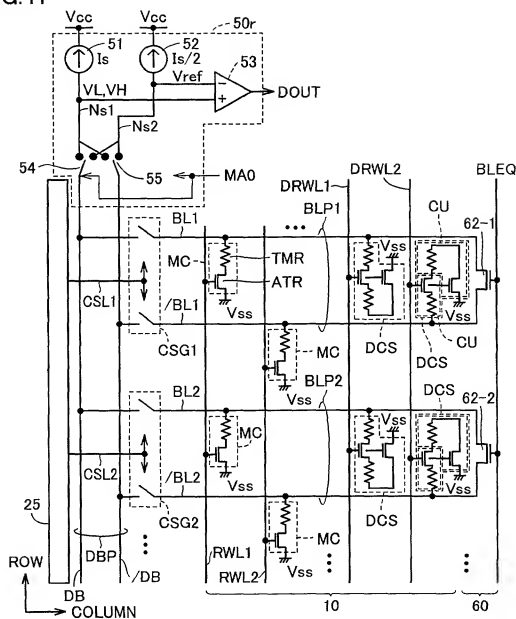 Vcc Vcc 50r
51 52
Is Is/2 53
Vref
VL,VH DOUT
Ns1
Ns2
54 55 MA0 DRWL1 DRWL2 BLEQ
BL1 BLP1 CU 62-1
MC TMR Vss
ATR
CSL1 Vss Vss
/BL1 DCS DCS CU
CSG1
MC
BL2 Vss BLP2 DCS 62-2
MC Vss
CSL2 Vss Vss
/BL2 DCS CU
25 CSG2 MC
DBP RWL1 Vss
ROW /DB RWL2
COLUMN DB 10 60